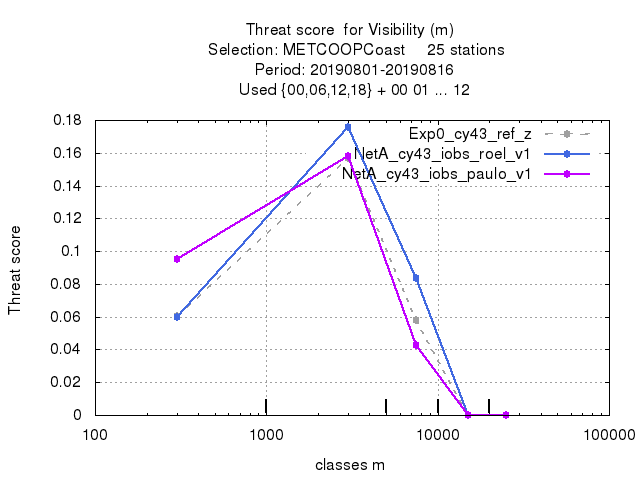 Threat score for Visibility (m)
Selection: METCOOPCoast 25 stations
Period: 20190801-20190816
Used {00,06,12,18} + 00 01 ... 12
Exp0_cy43_ref_z
NetA_cy43_iobs_roel_v1
NetA_cy43_iobs_paulo_v1
0.18
0.16
0.14
0.12
0.1
0.08
0.06
0.04
0.02
0
Threat score
100 1000 10000 100000
classes m